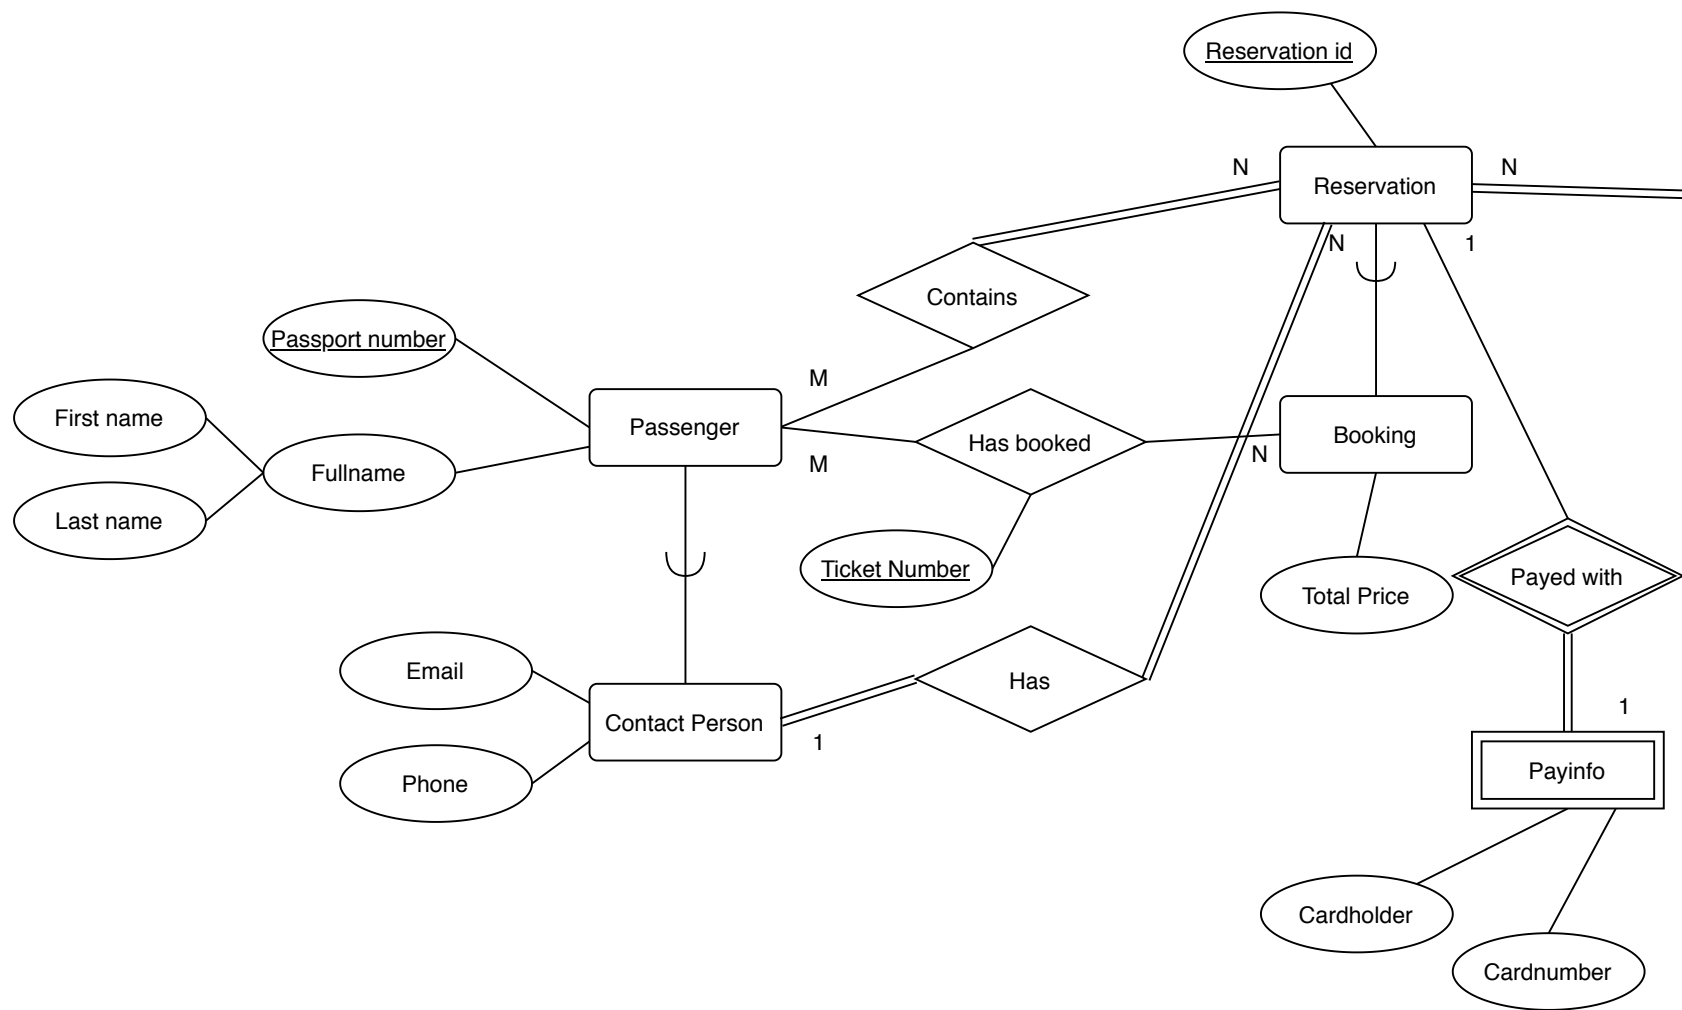 Reservation id
N
Reservation
N
N
1
Contains
Passport number
M
First name
Passenger
Has booked
Booking
M
N
Fullname
Last name
Ticket Number
Payed with
Total Price
Email
Has
1
Contact Person
1
Phone
Payinfo
Cardholder
Cardnumber